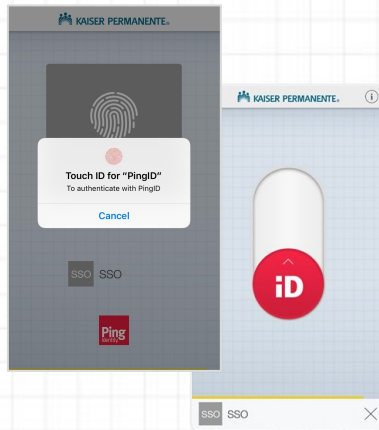 KAISER PERMANENTE®
Touch ID for “PingID”
To authenticate with PingID
Cancel
SSO SSO
Ping
Identity
KAISER PERMANENTE® i
iD
SSO SSO